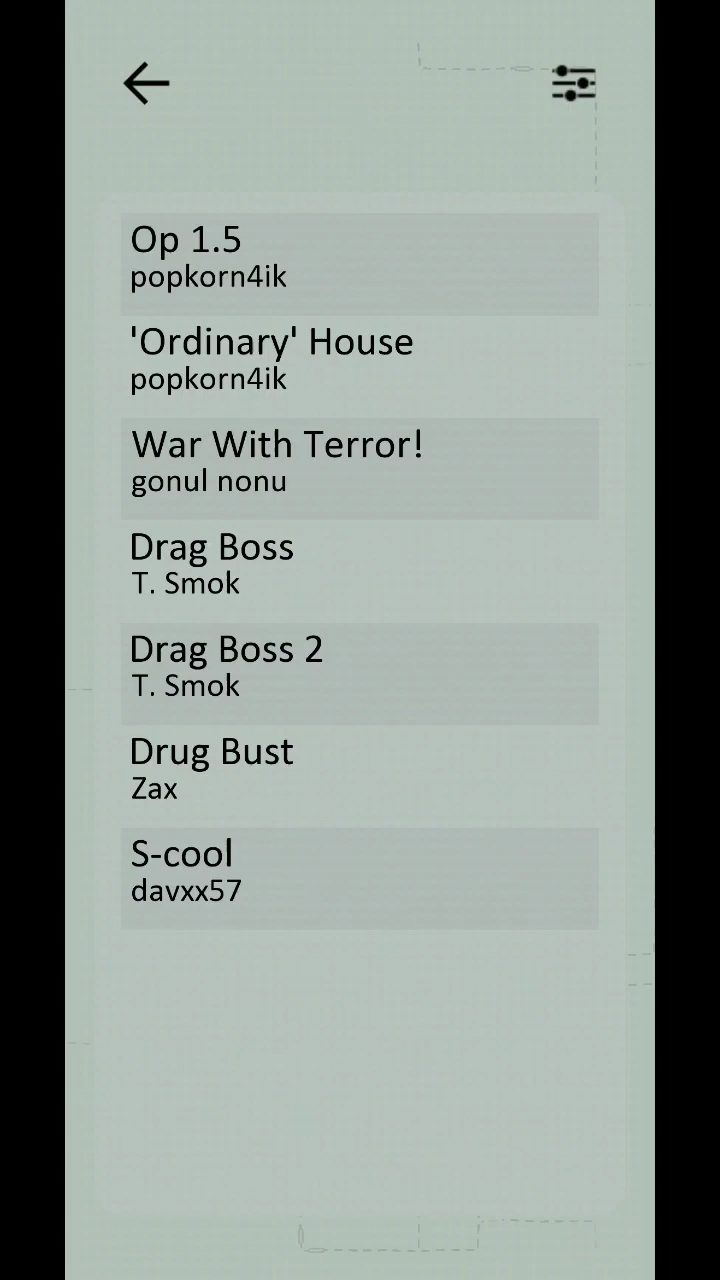 Op 1.5
popkorn4ik
'Ordinary' House
popkorn4ik
War With Terror!
gonul nonu
Drag Boss
T. Smok
Drag Boss 2
T. Smok
Drug Bust
Zax
S-cool
davxx57